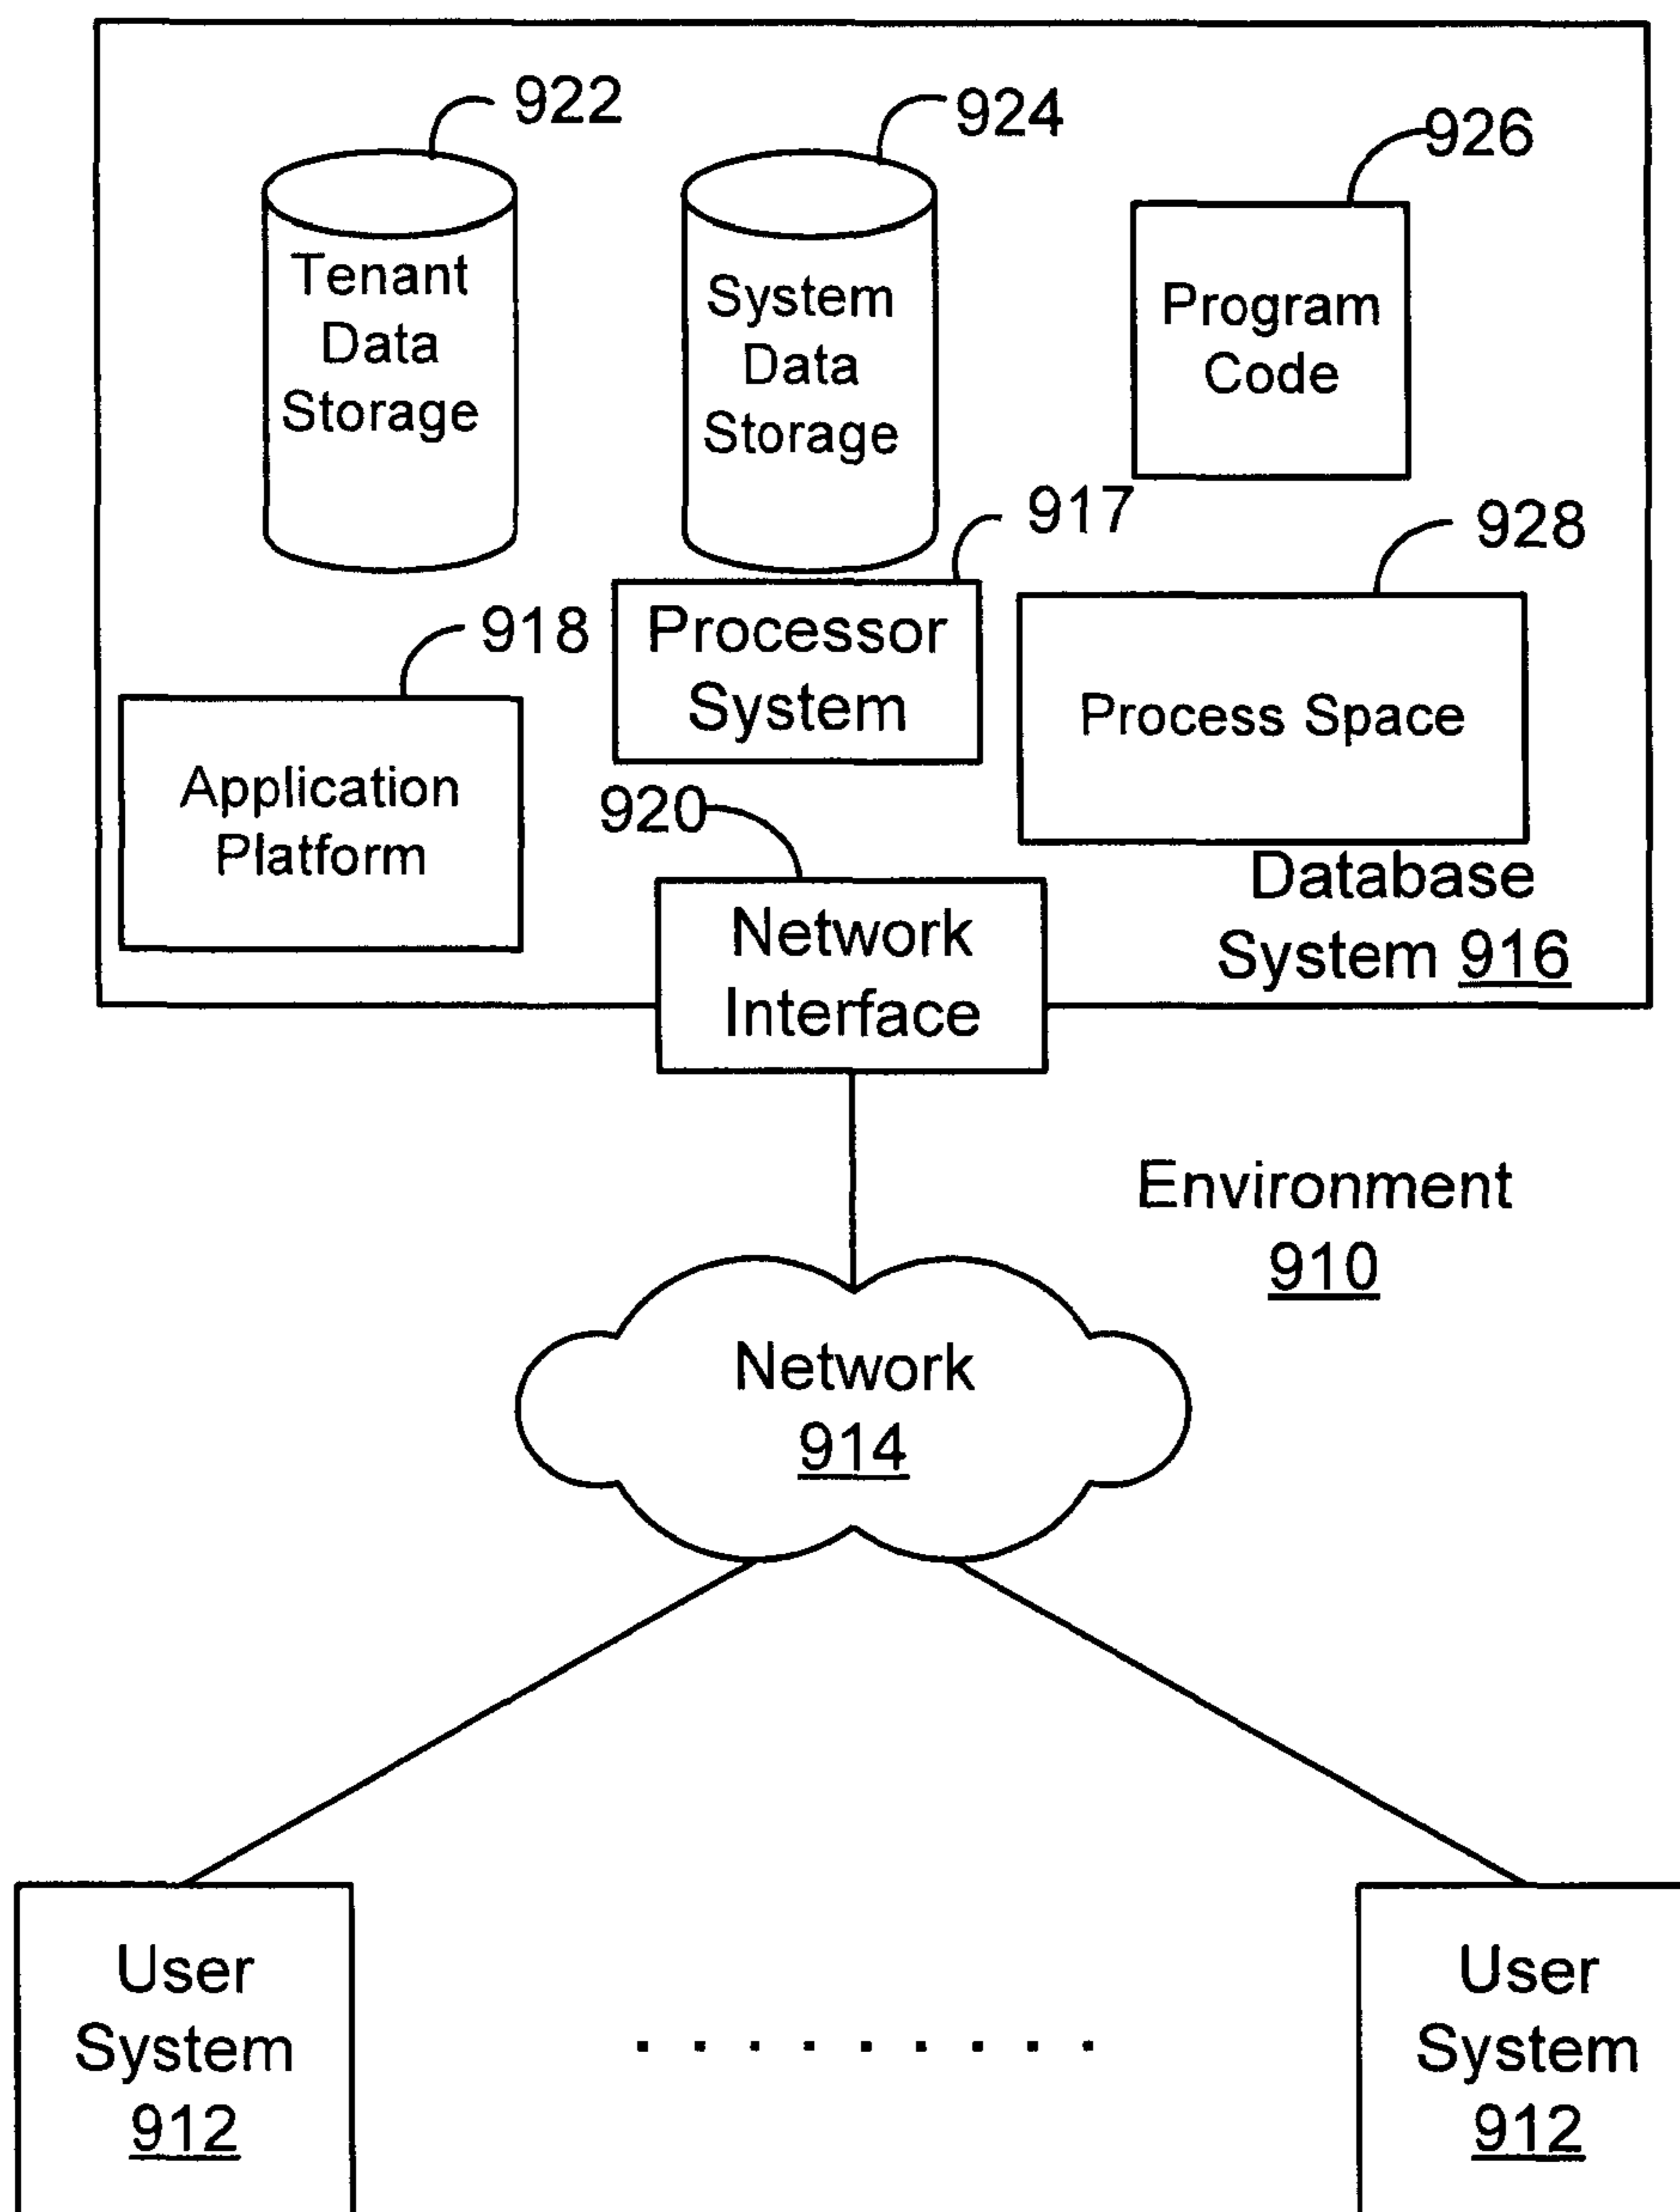 922
924
926
Tenant
Data
Storage
System
Data
Storage
Program
Code
917
928
918
Processor
System
Process Space
Application
Platform
920
Database
System 916
Network
Interface
Environment
910
Network
914
User
System
912
. . . . . . . . .
User
System
912